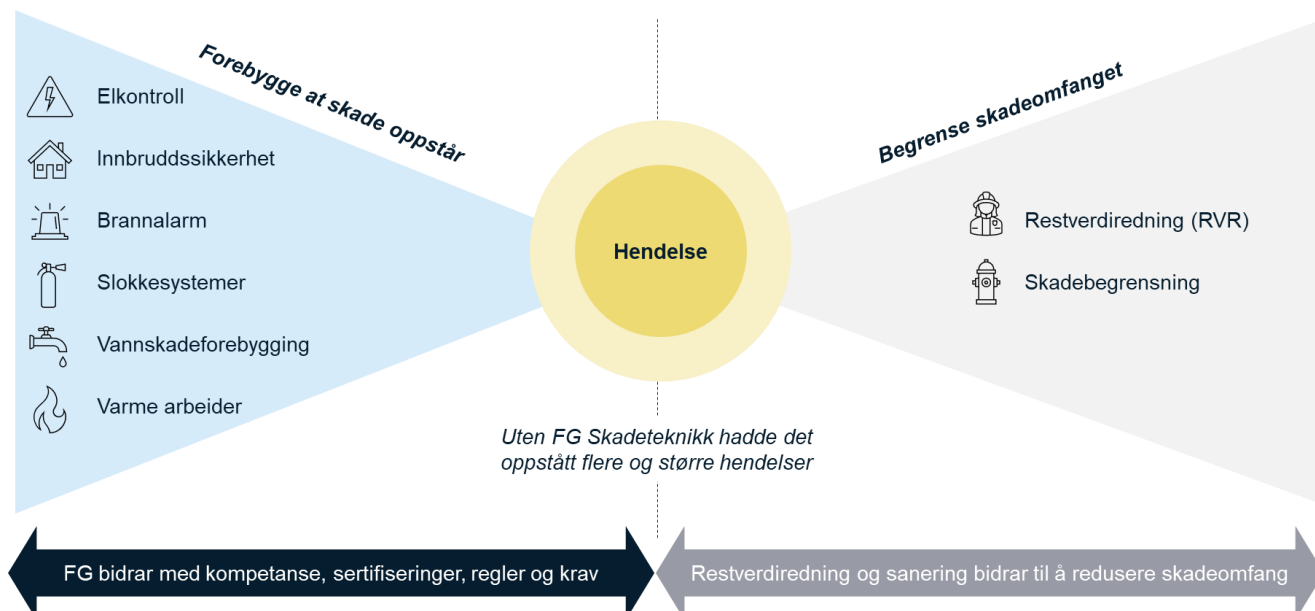 Forebygge at skade oppstår
Elkontroll
Innbruddssikkerhet
Brannalarm
Slokkesystemer
Vannskadeforebygging
Varme arbeider
Hendelse
Uten FG Skadeteknikk hadde det
oppstått flere og større hendelser
Begrense skadeomfanget
Restverdiredning (RVR)
Skadebegrensning
FG bidrar med kompetanse, sertifiseringer, regler og krav
Restverdiredning og sanering bidrar til å redusere skadeomfang